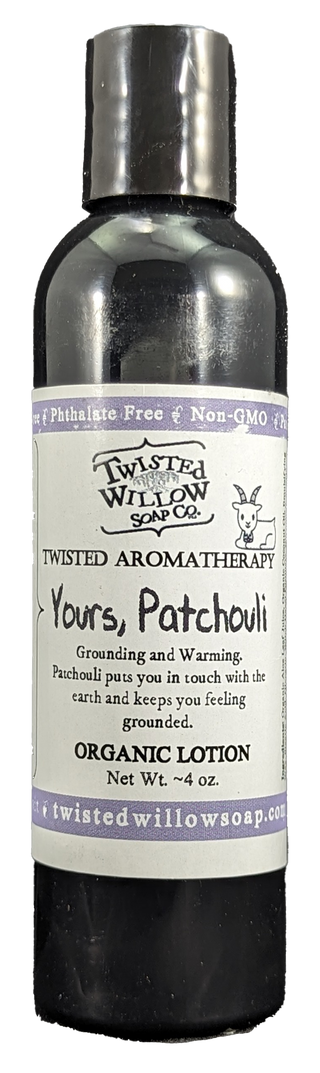 Phthalate Free Non-GMO
TWISTED
WILLOW
SOAP CO.
TWISTED AROMATHERAPY
Yours, Patchouli
Grounding and Warming.
Patchouli puts you in touch with the
earth and keeps you feeling
grounded.
ORGANIC LOTION
Net Wt. ~4 oz.
twistedwillowsoap.com